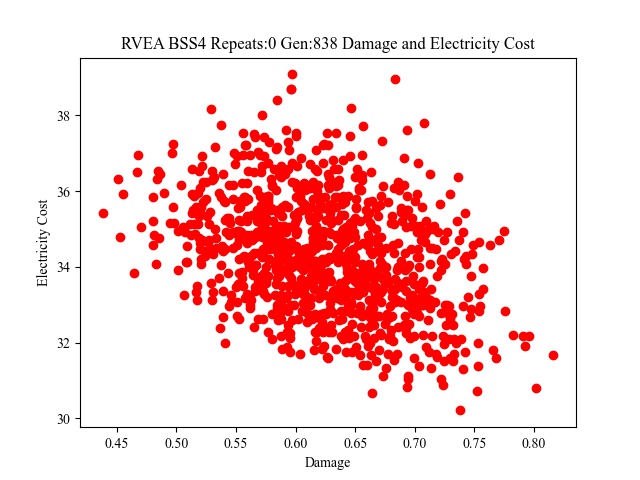 RVEA BSS4 Repeats:0 Gen:838 Damage and Electricity Cost
38
36
34
32
30
Electricity Cost
0.45 0.50 0.55 0.60 0.65 0.70 0.75 0.80
Damage